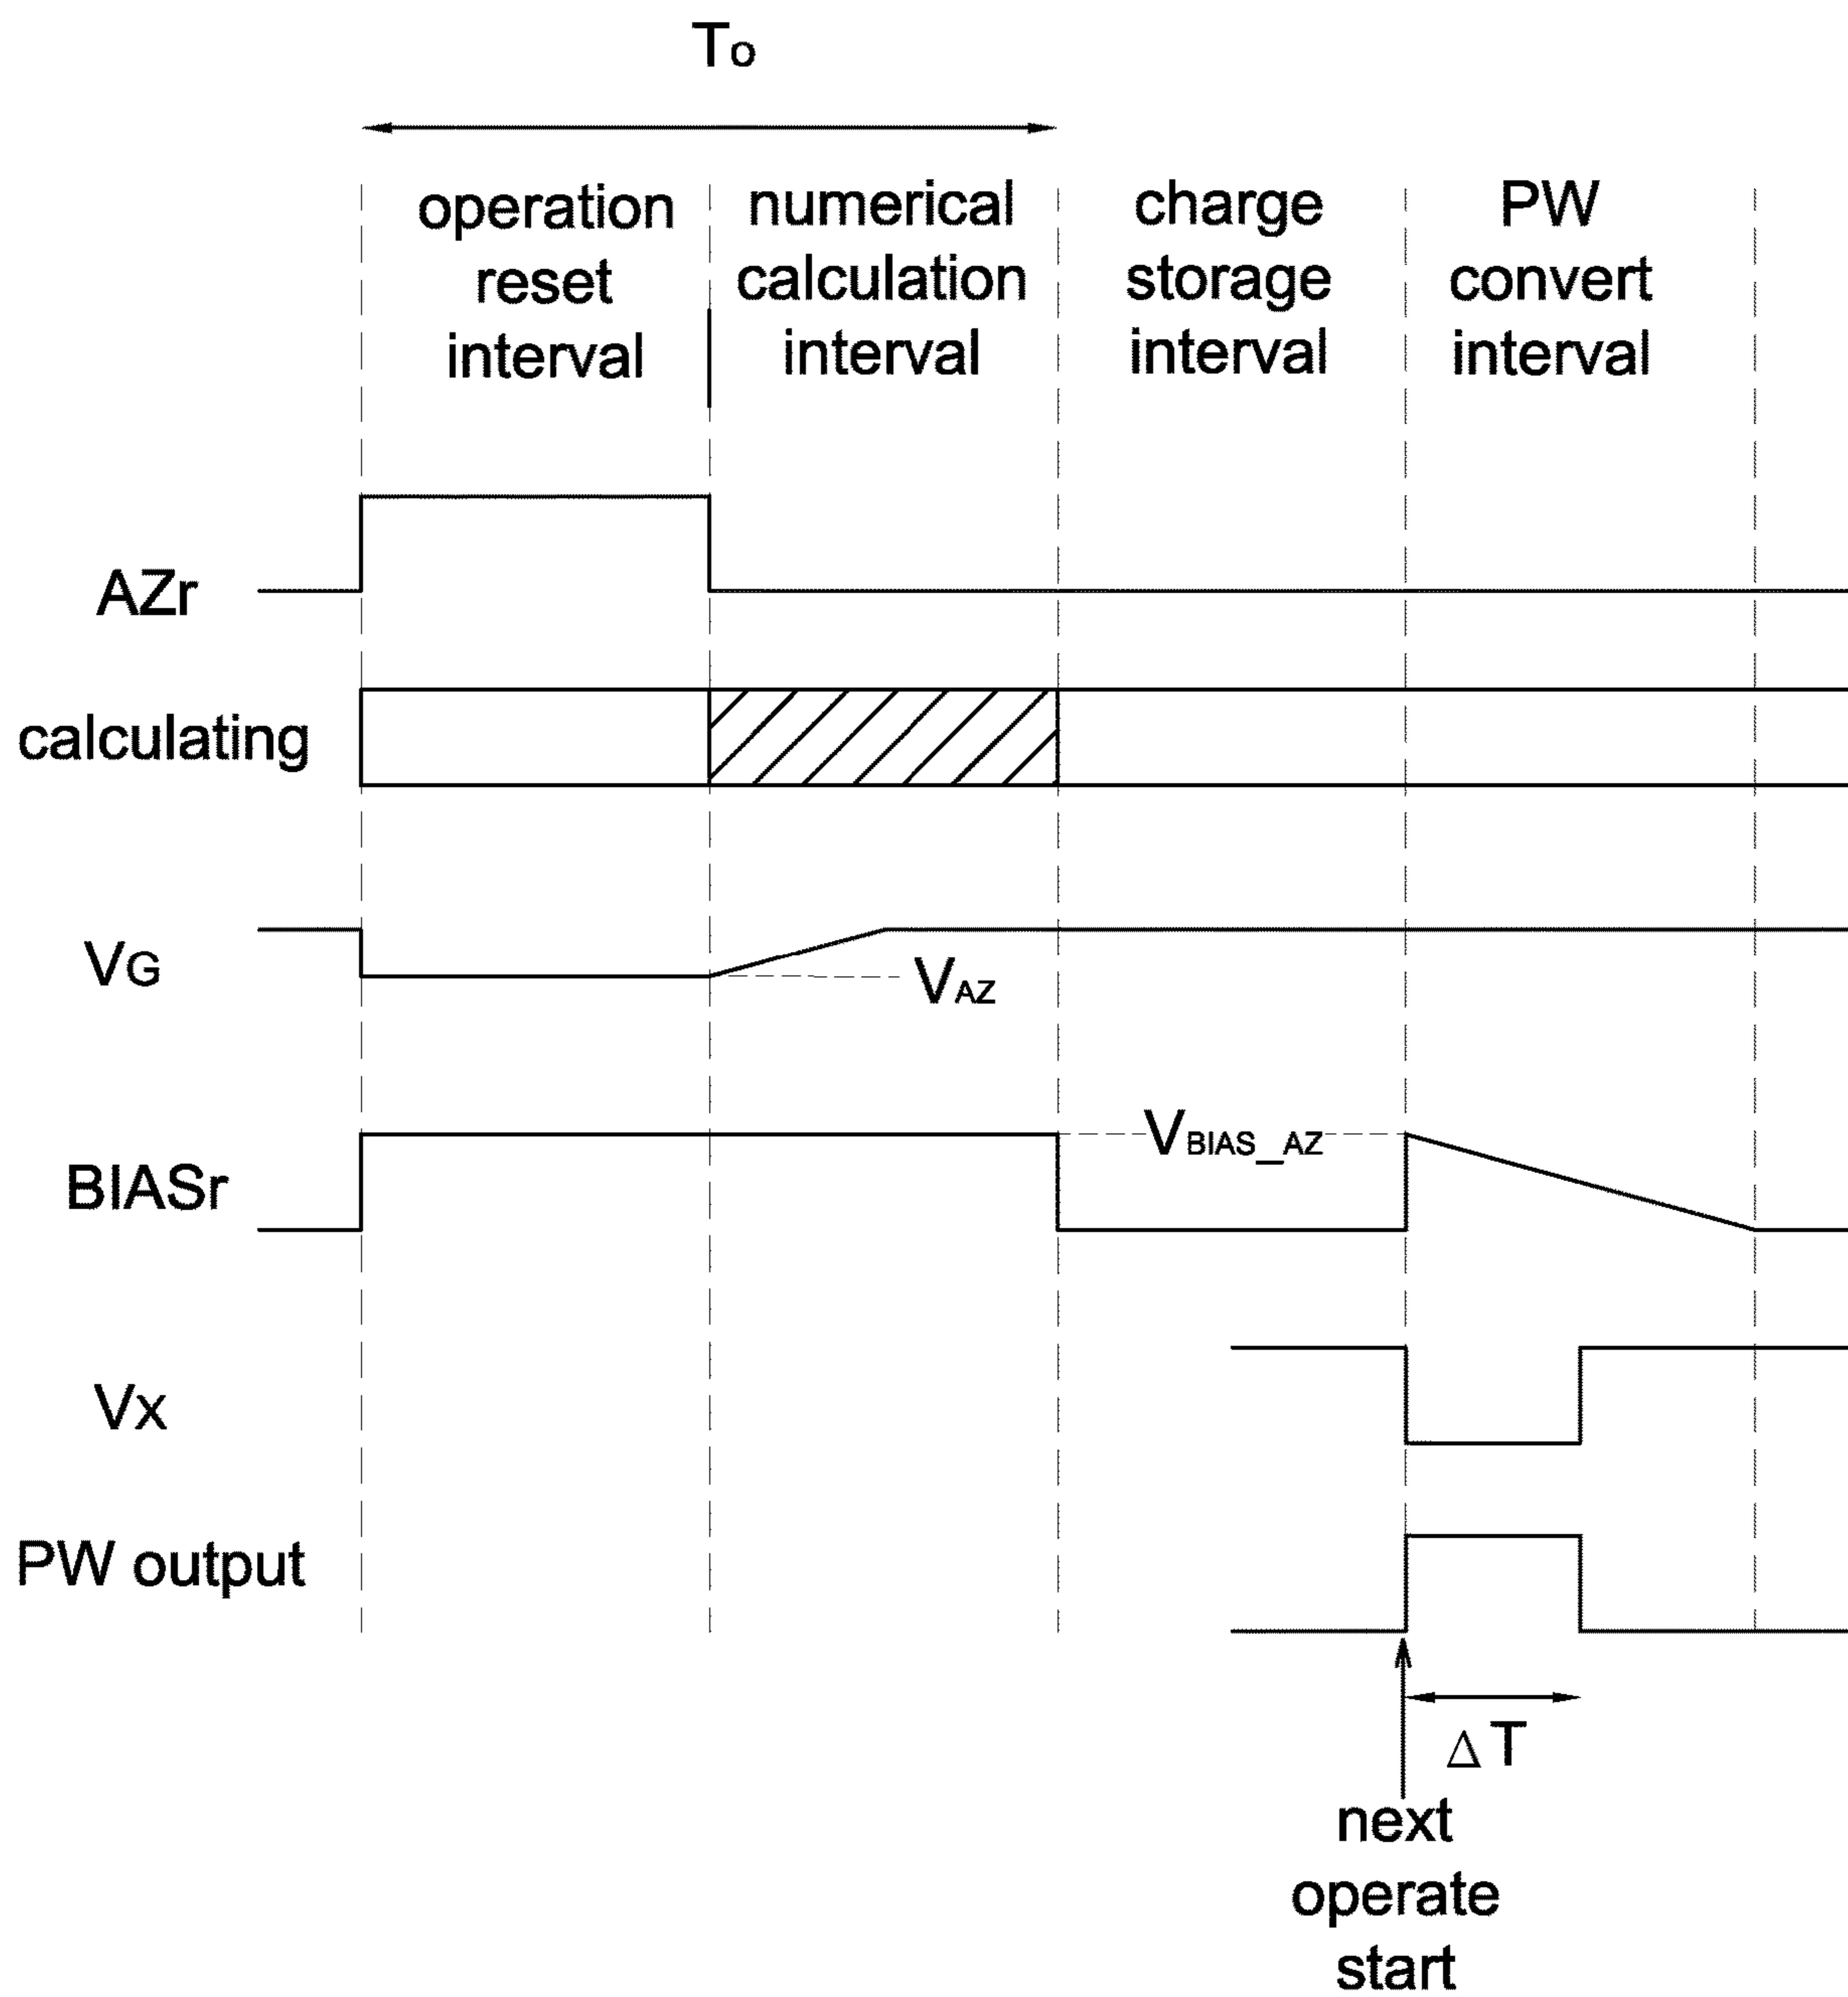 To
operation
reset
interval
numerical
calculation
interval
charge
storage
interval
PW
convert
interval
AZr
calculating
VG
VAZ
BIASr
VBIAS_AZ
Vx
PW output
ΔT
next
operate
start